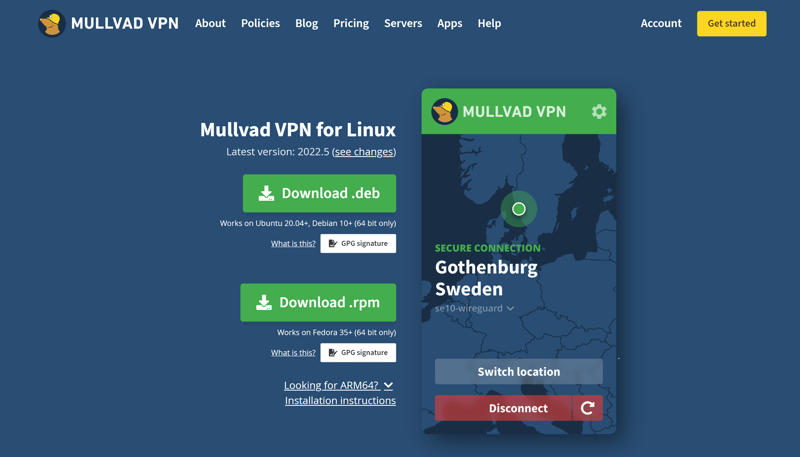 MULLVAD VPN About Policies Blog Pricing Servers Apps Help Account Get started
Mullvad VPN for Linux
Latest version: 2022.5 (see changes)
Download .deb
Works on Ubuntu 20.04+, Debian 10+ (64 bit only)
What is this? GPG signature
Download .rpm
Works on Fedora 35+ (64 bit only)
What is this? GPG signature
Looking for ARM64?
Installation instructions
MULLVAD VPN
SECURE CONNECTION
Gothenburg
Sweden
se10-wireguard
Switch location
Disconnect